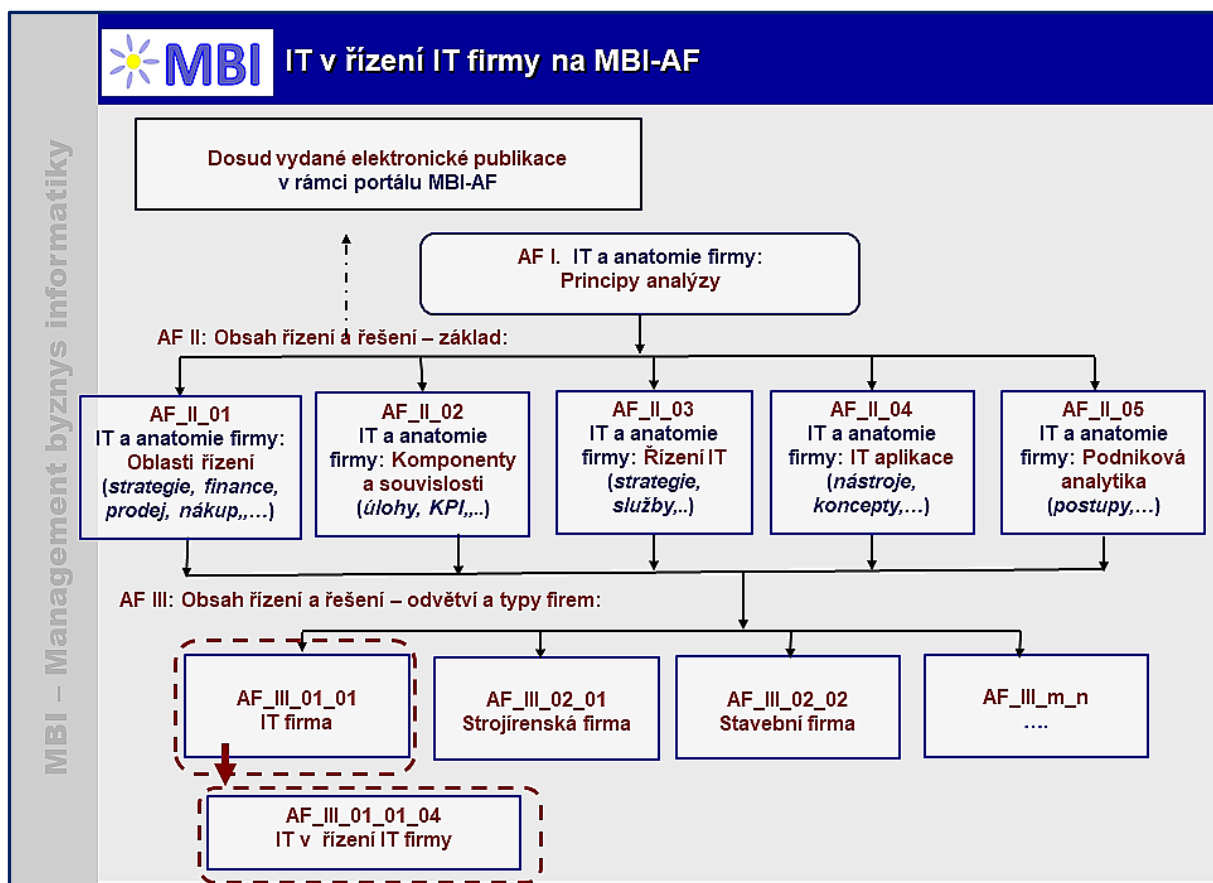 MBI
IT v řízení IT firmy na MBI-AF
MBI – Management byznys informatiky
Dosud vydané elektronické publikace
v rámci portálu MBI-AF
AF I. IT a anatomie firmy:
Principy analýzy
AF II: Obsah řízení a řešení – základ:
AF_II_01
IT a anatomie firmy:
Oblasti řízení
(strategie, finance,
prodej, nákup,,…)
AF_II_02
IT a anatomie
firmy: Komponenty
a souvislosti
(úlohy, KPI,,..)
AF_II_03
IT a anatomie
firmy: Řízení IT
(strategie,
služby,..)
AF_II_04
IT a anatomie
firmy: IT aplikace
(nástroje,
koncepty,…)
AF_II_05
IT a anatomie
firmy: Podniková
analytika
(postupy,…)
AF III: Obsah řízení a řešení – odvětví a typy firem:
AF_III_01_01
IT firma
AF_III_02_01
Strojírenská firma
AF_III_02_02
Stavební firma
AF_III_m_n
….
AF_III_01_01_04
IT v řízení IT firmy